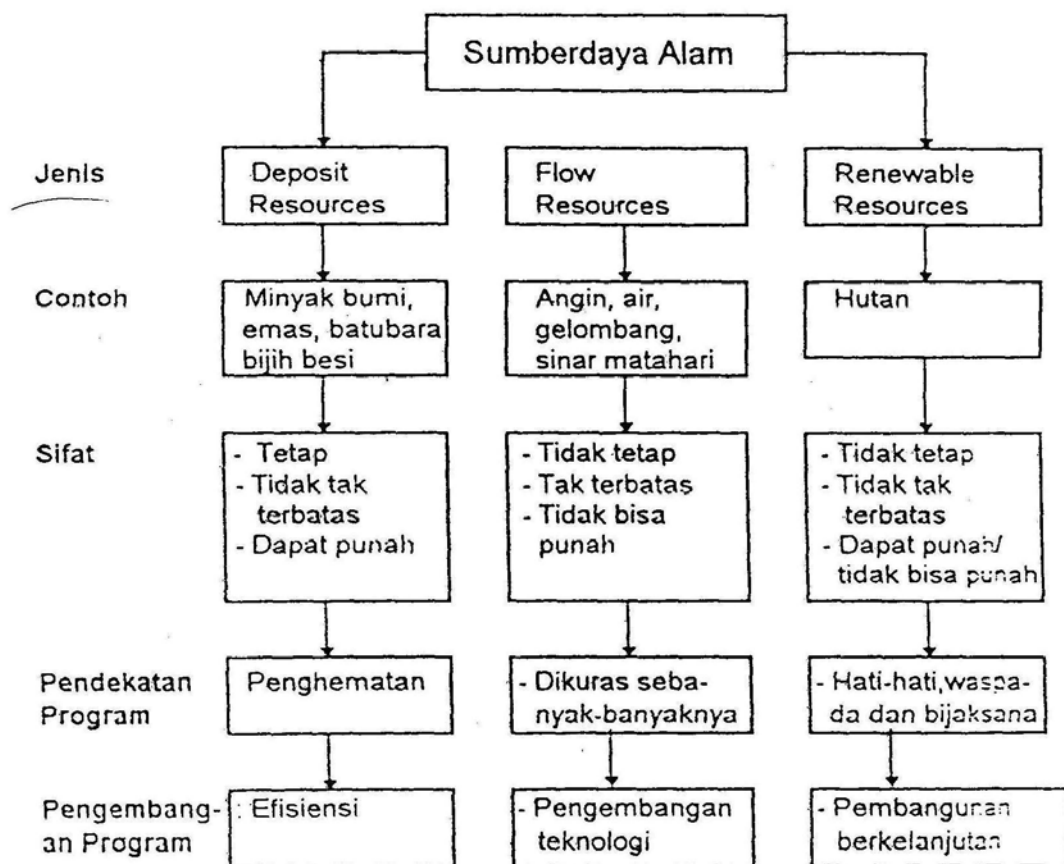 Sumberdaya Alam
Jenis
Deposit
Resources
Flow
Resources
Renewable
Resources
Contoh
Minyak bumi,
emas, batubara
bijih besi
Angin, air,
gelombang,
sinar matahari
Hutan
Sifat
- Tetap
- Tidak tak
terbatas
- Dapat punah
- Tidak tetap
- Tak terbatas
- Tidak bisa
punah
- Tidak tetap
- Tidak tak
terbatas
- Dapat punah/
tidak bisa punah
Pendekatan
Program
Penghematan
- Dikuras seba-
nyak-banyaknya
- Hati-hati,waspa-
da dan bijaksana
Pengembang-
an Program
: Efisiensi
- Pengembangan
teknologi
- Pembangunan
berkelanjutan